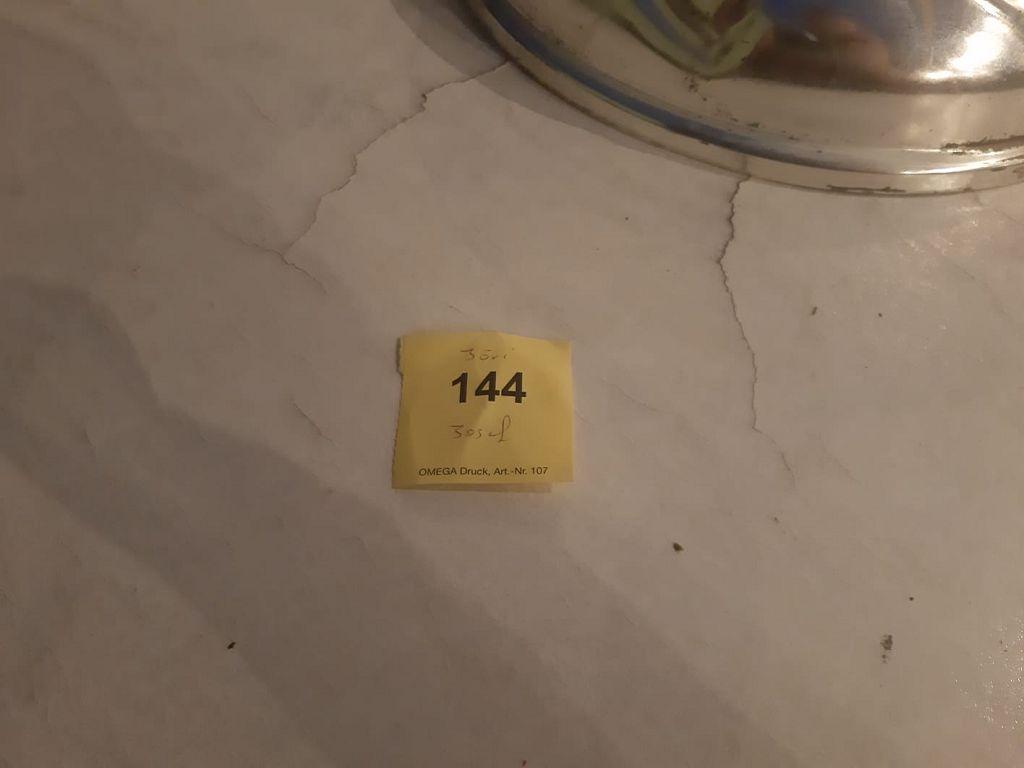 144
Josef
OMEGA Druck, Art.-Nr. 107